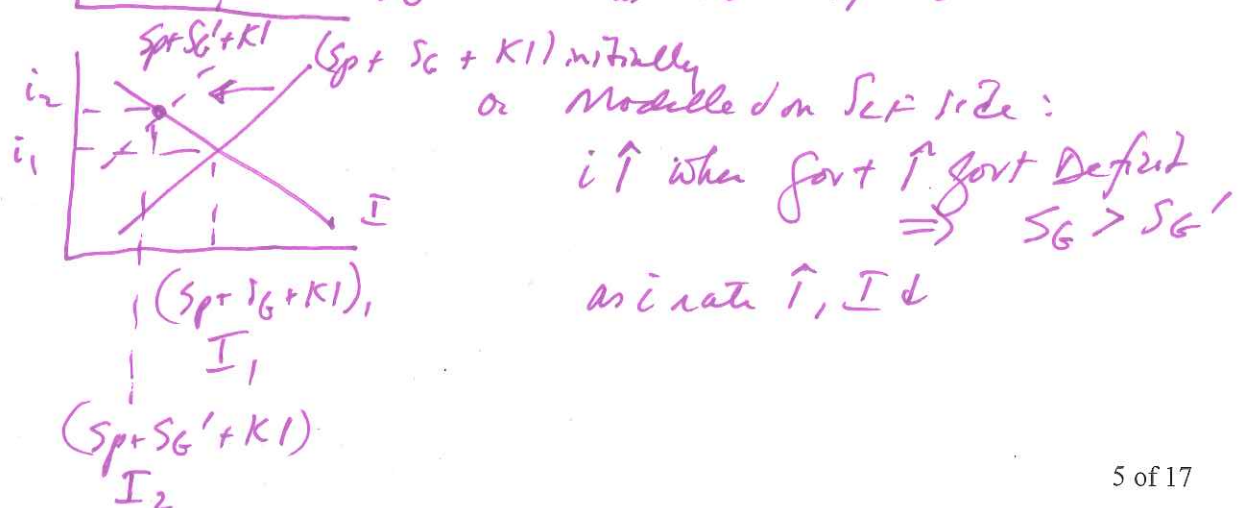 Sp+SG'+KI (Sp + SG + KI) initially
i2
or Modelled on SLF side :
i1
i ↑ when Govt ↑ Govt Deficit
I
=> SG > SG'
(Sp+SG+KI)1
as i rate ↑, I ↓
I1
(Sp+SG'+KI)
I2
5 of 17